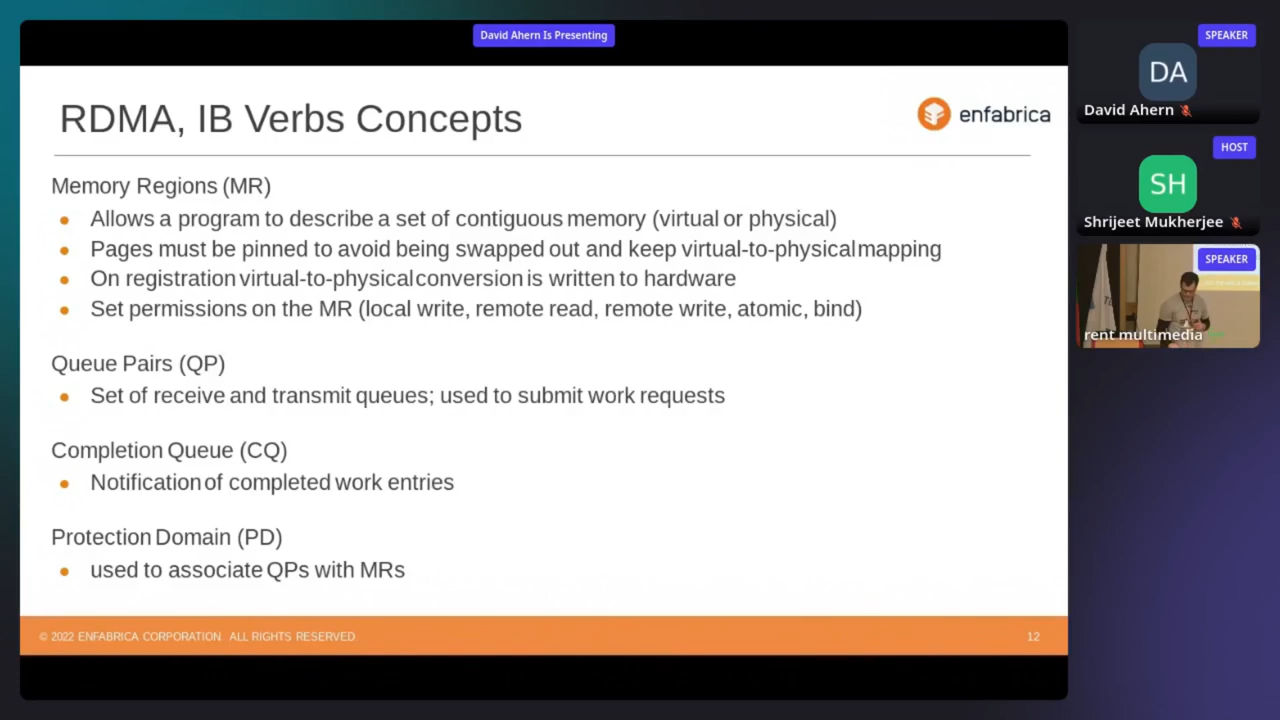 David Ahern Is Presenting
RDMA, IB Verbs Concepts
enfabrica
Memory Regions (MR)
• Allows a program to describe a set of contiguous memory (virtual or physical)
• Pages must be pinned to avoid being swapped out and keep virtual-to-physical mapping
• On registration virtual-to-physical conversion is written to hardware
• Set permissions on the MR (local write, remote read, remote write, atomic, bind)
Queue Pairs (QP)
• Set of receive and transmit queues; used to submit work requests
Completion Queue (CQ)
• Notification of completed work entries
Protection Domain (PD)
• used to associate QPs with MRs
© 2022 ENFABRICA CORPORATION. ALL RIGHTS RESERVED.
12
SPEAKER
DA
David Ahern
HOST
SH
Shrijeet Mukherjee
SPEAKER
rent multimedia